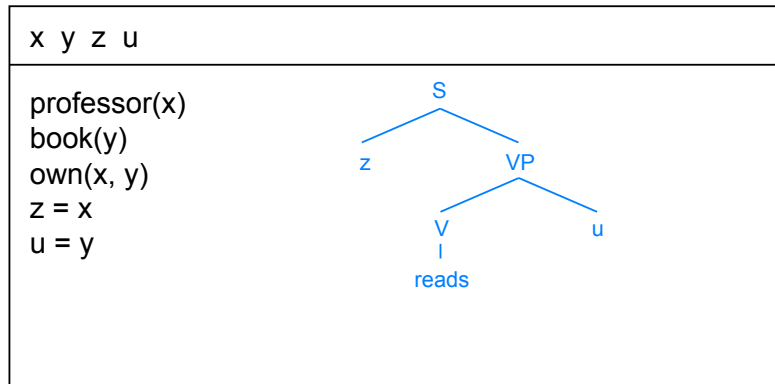 x y z u
professor(x)
book(y)
own(x, y)
z = x
u = y
S
z VP
V u
reads